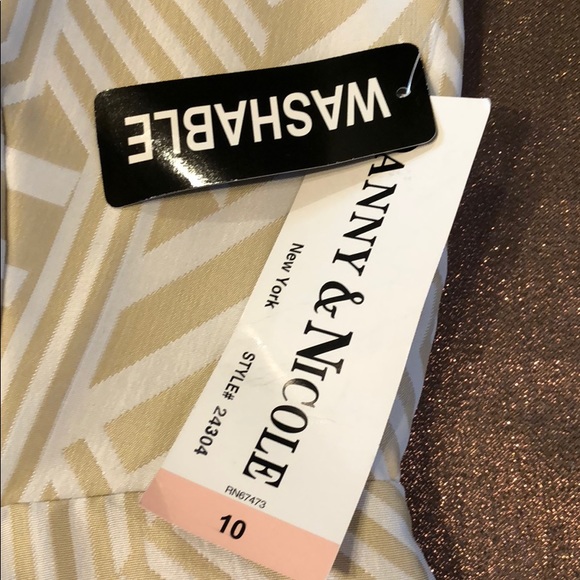 WASHABLE
ANNY & NICOLE
New York
STYLE# 24304
RN67473
10